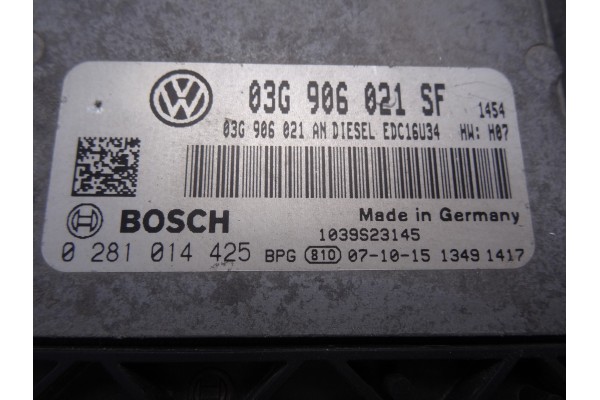 VW 03G 906 021 SF 1454
03G 906 021 AN DIESEL EDC16U34 HW: H07
BOSCH Made in Germany
1039S23145
0 281 014 425 BPG 810 07-10-15 1349 1417